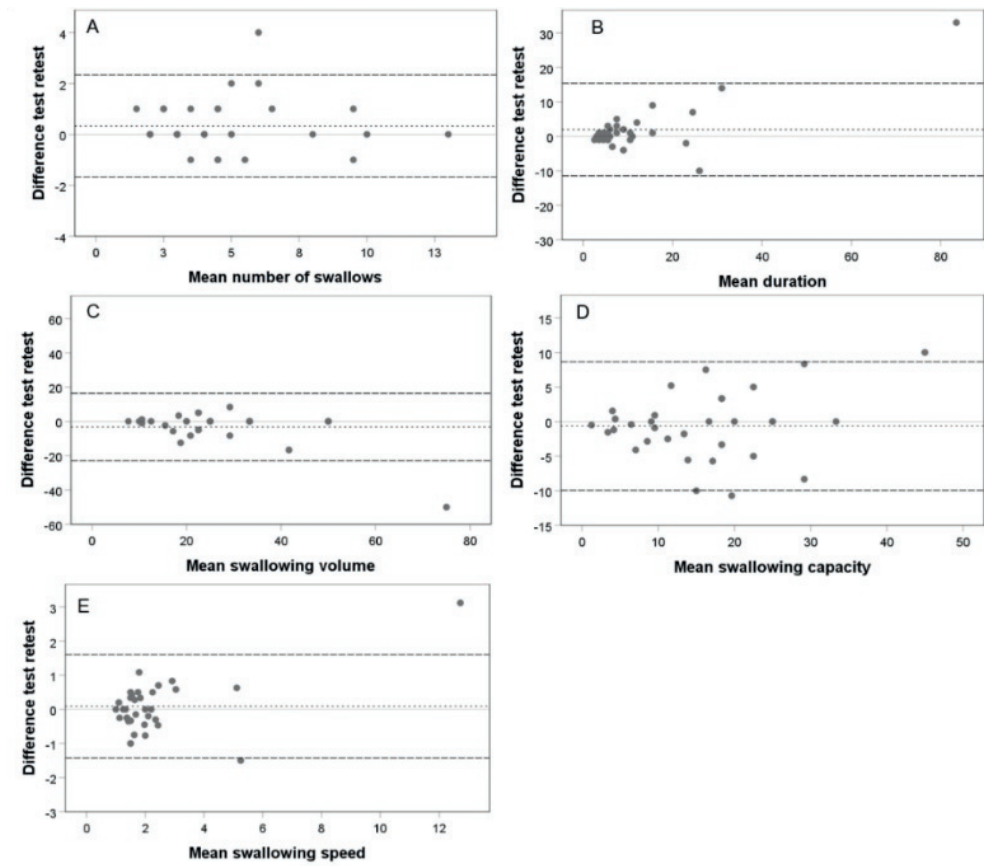 A
Difference test retest
4
2
0
-2
-4
0 3 5 8 10 13
Mean number of swallows
B
Difference test retest
30
20
10
0
-10
-20
-30
0 20 40 60 80
Mean duration
C
Difference test retest
60
40
20
0
-20
-40
-60
0 20 40 60 80
Mean swallowing volume
D
Difference test retest
15
10
5
0
-5
-10
-15
0 10 20 30 40 50
Mean swallowing capacity
E
Difference test retest
3
2
1
0
-1
-2
-3
0 2 4 6 8 10 12
Mean swallowing speed